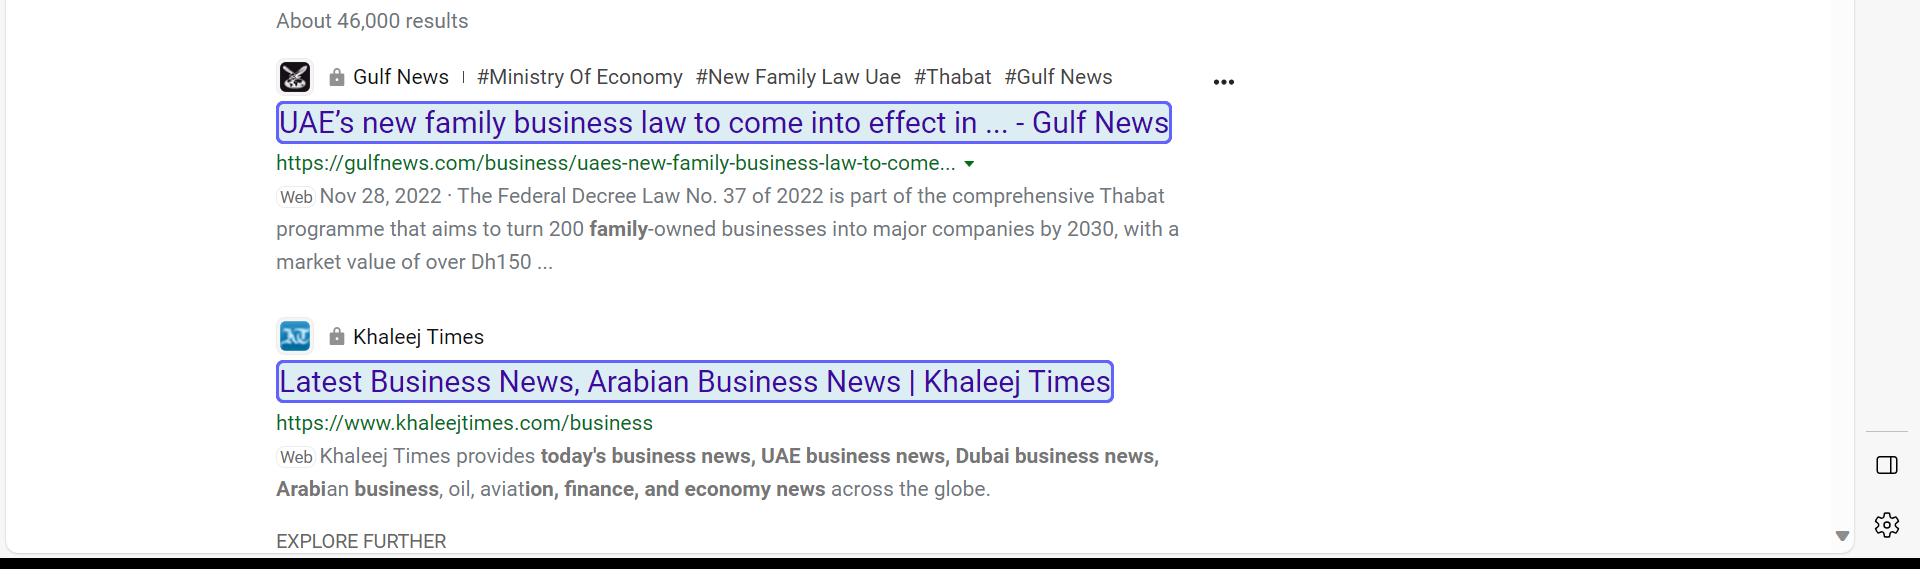 About 46,000 results
Gulf News | #Ministry Of Economy #New Family Law Uae #Thabat #Gulf News
UAE’s new family business law to come into effect in ... - Gulf News
https://gulfnews.com/business/uaes-new-family-business-law-to-come...
Web Nov 28, 2022 · The Federal Decree Law No. 37 of 2022 is part of the comprehensive Thabat
programme that aims to turn 200 family-owned businesses into major companies by 2030, with a
market value of over Dh150 ...
Khaleej Times
Latest Business News, Arabian Business News | Khaleej Times
https://www.khaleejtimes.com/business
Web Khaleej Times provides today's business news, UAE business news, Dubai business news,
Arabian business, oil, aviation, finance, and economy news across the globe.
EXPLORE FURTHER